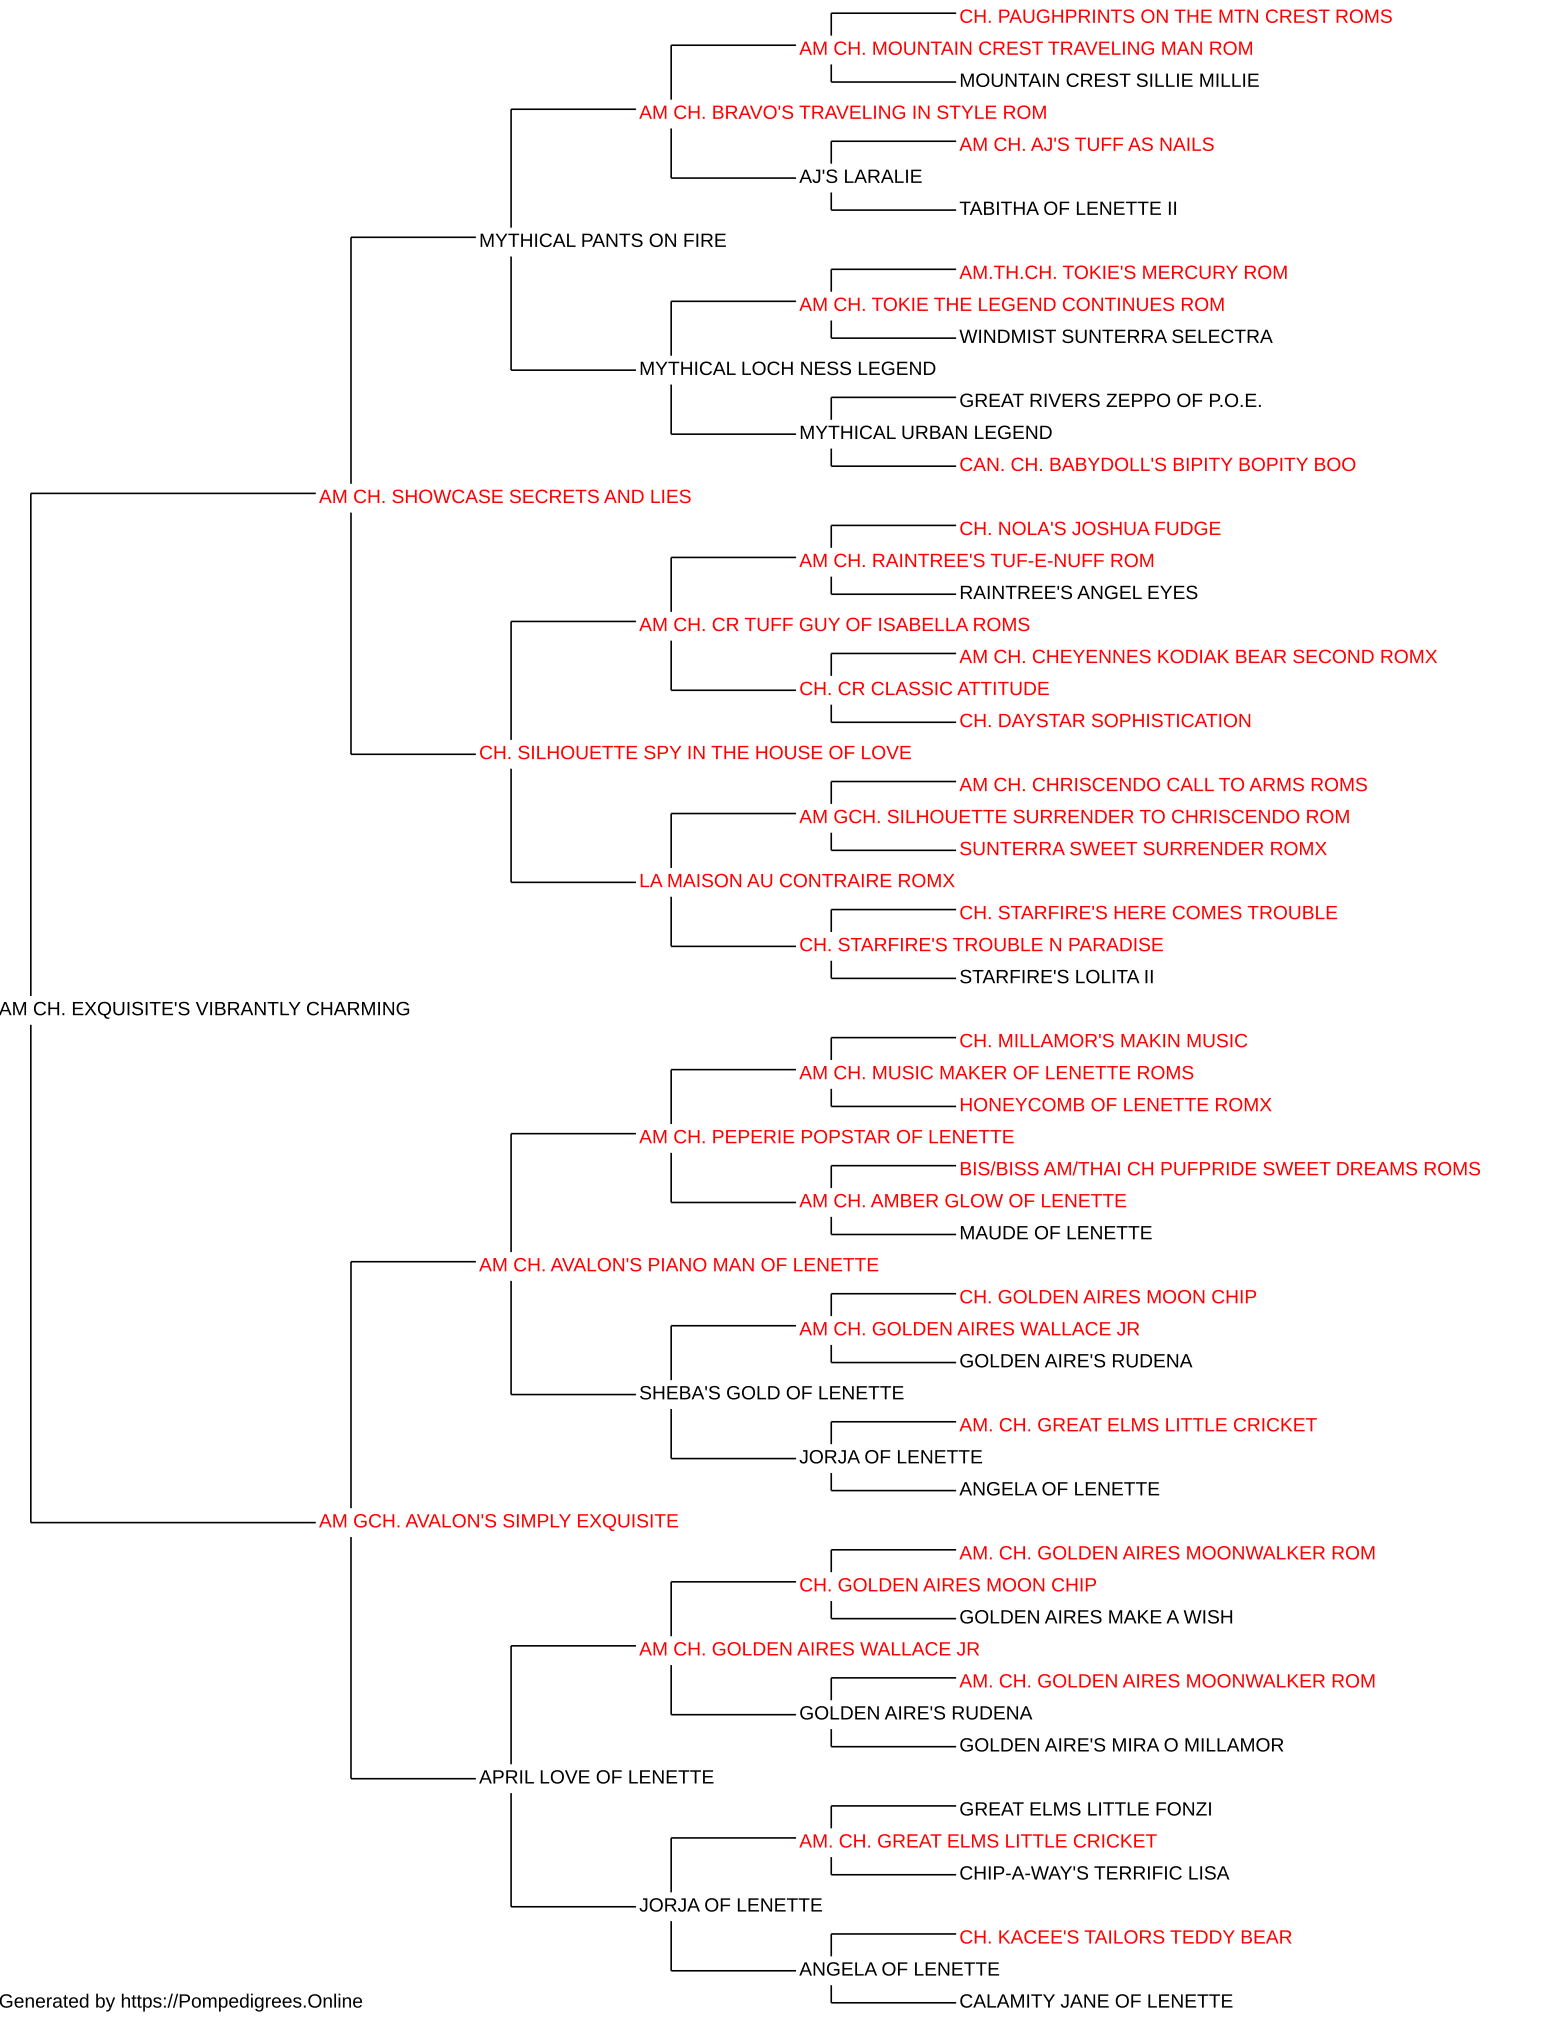 CH. PAUGHPRINTS ON THE MTN CREST ROMS
AM CH. MOUNTAIN CREST TRAVELING MAN ROM
MOUNTAIN CREST SILLIE MILLIE
AM CH. BRAVO'S TRAVELING IN STYLE ROM
AM CH. AJ'S TUFF AS NAILS
AJ'S LARALIE
TABITHA OF LENETTE II
MYTHICAL PANTS ON FIRE
AM.TH.CH. TOKIE'S MERCURY ROM
AM CH. TOKIE THE LEGEND CONTINUES ROM
WINDMIST SUNTERRA SELECTRA
MYTHICAL LOCH NESS LEGEND
GREAT RIVERS ZEPPO OF P.O.E.
MYTHICAL URBAN LEGEND
CAN. CH. BABYDOLL'S BIPITY BOPITY BOO
AM CH. SHOWCASE SECRETS AND LIES
CH. NOLA'S JOSHUA FUDGE
AM CH. RAINTREE'S TUF-E-NUFF ROM
RAINTREE'S ANGEL EYES
AM CH. CR TUFF GUY OF ISABELLA ROMS
AM CH. CHEYENNES KODIAK BEAR SECOND ROMX
CH. CR CLASSIC ATTITUDE
CH. DAYSTAR SOPHISTICATION
CH. SILHOUETTE SPY IN THE HOUSE OF LOVE
AM CH. CHRISCENDO CALL TO ARMS ROMS
AM GCH. SILHOUETTE SURRENDER TO CHRISCENDO ROM
SUNTERRA SWEET SURRENDER ROMX
LA MAISON AU CONTRAIRE ROMX
CH. STARFIRE'S HERE COMES TROUBLE
CH. STARFIRE'S TROUBLE N PARADISE
STARFIRE'S LOLITA II
AM CH. EXQUISITE'S VIBRANTLY CHARMING
CH. MILLAMOR'S MAKIN MUSIC
AM CH. MUSIC MAKER OF LENETTE ROMS
HONEYCOMB OF LENETTE ROMX
AM CH. PEPERIE POPSTAR OF LENETTE
BIS/BISS AM/THAI CH PUFPRIDE SWEET DREAMS ROMS
AM CH. AMBER GLOW OF LENETTE
MAUDE OF LENETTE
AM CH. AVALON'S PIANO MAN OF LENETTE
CH. GOLDEN AIRES MOON CHIP
AM CH. GOLDEN AIRES WALLACE JR
GOLDEN AIRE'S RUDENA
SHEBA'S GOLD OF LENETTE
AM. CH. GREAT ELMS LITTLE CRICKET
JORJA OF LENETTE
ANGELA OF LENETTE
AM GCH. AVALON'S SIMPLY EXQUISITE
AM. CH. GOLDEN AIRES MOONWALKER ROM
CH. GOLDEN AIRES MOON CHIP
GOLDEN AIRES MAKE A WISH
AM CH. GOLDEN AIRES WALLACE JR
AM. CH. GOLDEN AIRES MOONWALKER ROM
GOLDEN AIRE'S RUDENA
GOLDEN AIRE'S MIRA O MILLAMOR
APRIL LOVE OF LENETTE
GREAT ELMS LITTLE FONZI
AM. CH. GREAT ELMS LITTLE CRICKET
CHIP-A-WAY'S TERRIFIC LISA
JORJA OF LENETTE
CH. KACEE'S TAILORS TEDDY BEAR
ANGELA OF LENETTE
CALAMITY JANE OF LENETTE
Generated by https://Pompedigrees.Online